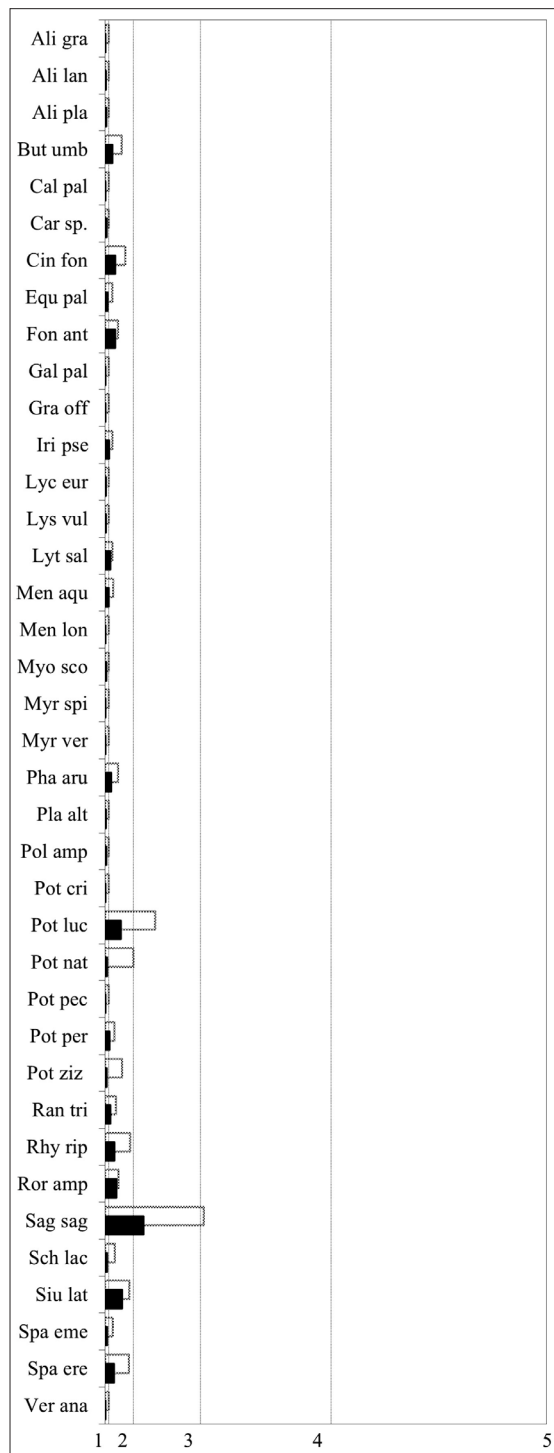 Ali gra
Ali lan
Ali pla
But umb
Cal pal
Car sp.
Cin fon
Equ pal
Fon ant
Gal pal
Gra off
Iri pse
Lyc eur
Lys vul
Lyt sal
Men aqu
Men lon
Myo sco
Myr spi
Myr ver
Pha aru
Pla alt
Pol amp
Pot cri
Pot luc
Pot nat
Pot pec
Pot per
Pot ziz
Ran tri
Rhy rip
Ror amp
Sag sag
Sch lac
Siu lat
Spa eme
Spa ere
Ver ana
1 2 3 4 5